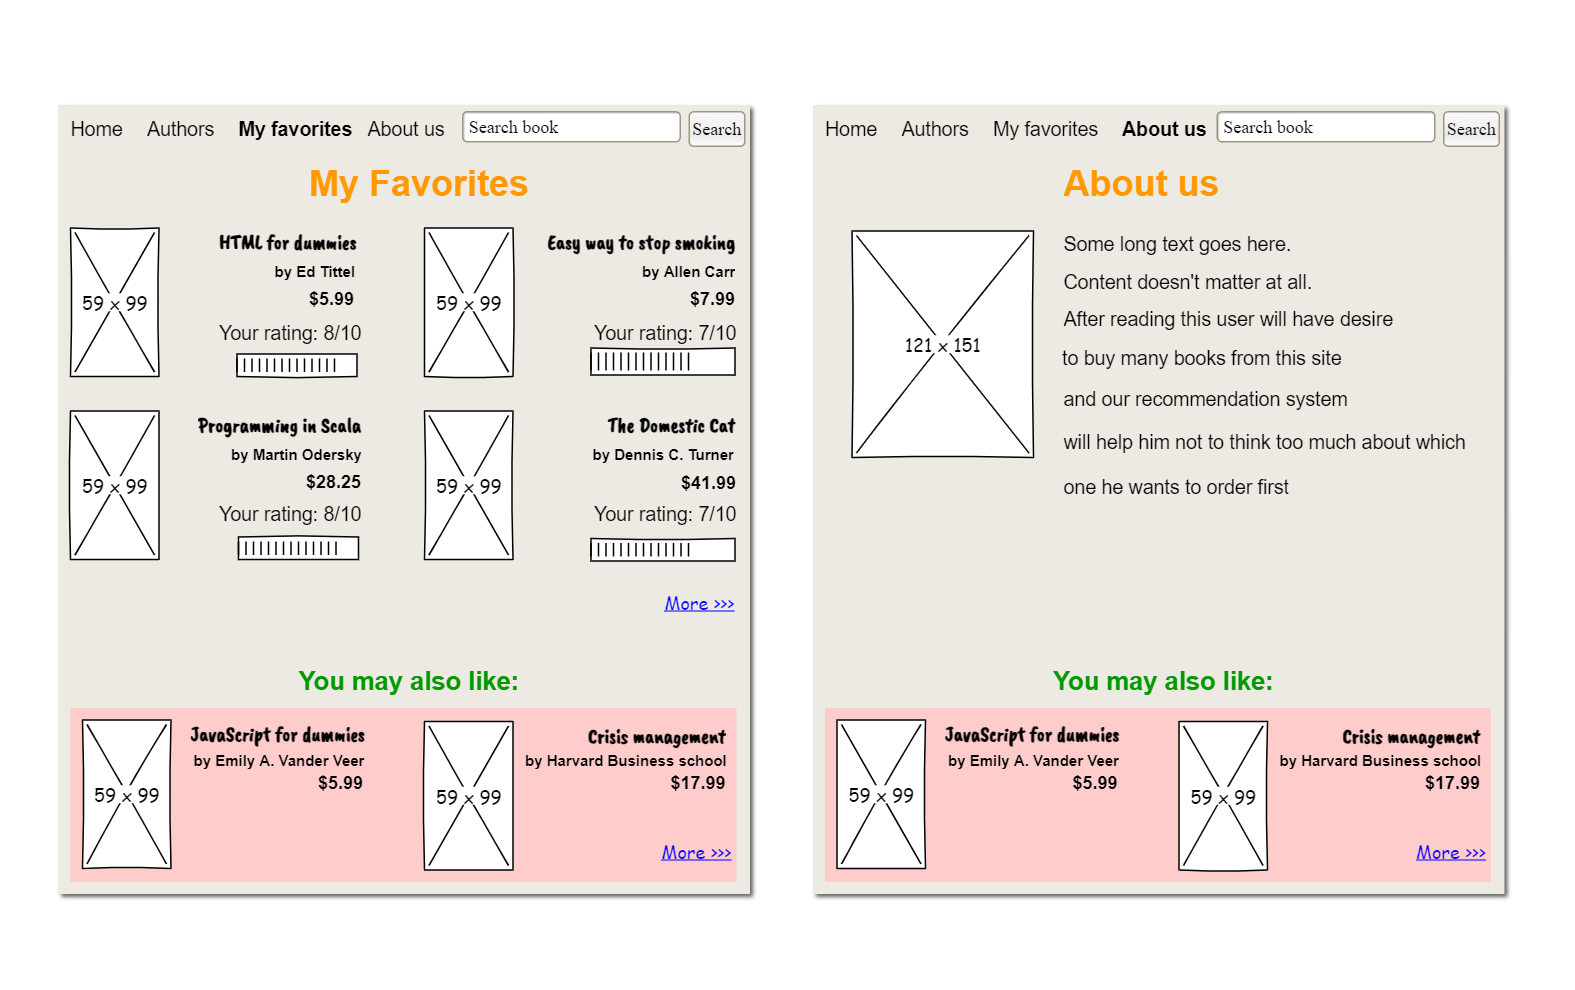 Home Authors My favorites About us Search book Search
My Favorites
59 × 99
HTML for dummies
by Ed Tittel
$5.99
Your rating: 8/10
59 × 99
Easy way to stop smoking
by Allen Carr
$7.99
Your rating: 7/10
59 × 99
Programming in Scala
by Martin Odersky
$28.25
Your rating: 8/10
59 × 99
The Domestic Cat
by Dennis C. Turner
$41.99
Your rating: 7/10
More >>>
You may also like:
59 × 99
JavaScript for dummies
by Emily A. Vander Veer
$5.99
59 × 99
Crisis management
by Harvard Business school
$17.99
More >>>
Home Authors My favorites About us Search book Search
About us
121 × 151
Some long text goes here.
Content doesn't matter at all.
After reading this user will have desire
to buy many books from this site
and our recommendation system
will help him not to think too much about which
one he wants to order first
You may also like:
59 × 99
JavaScript for dummies
by Emily A. Vander Veer
$5.99
59 × 99
Crisis management
by Harvard Business school
$17.99
More >>>